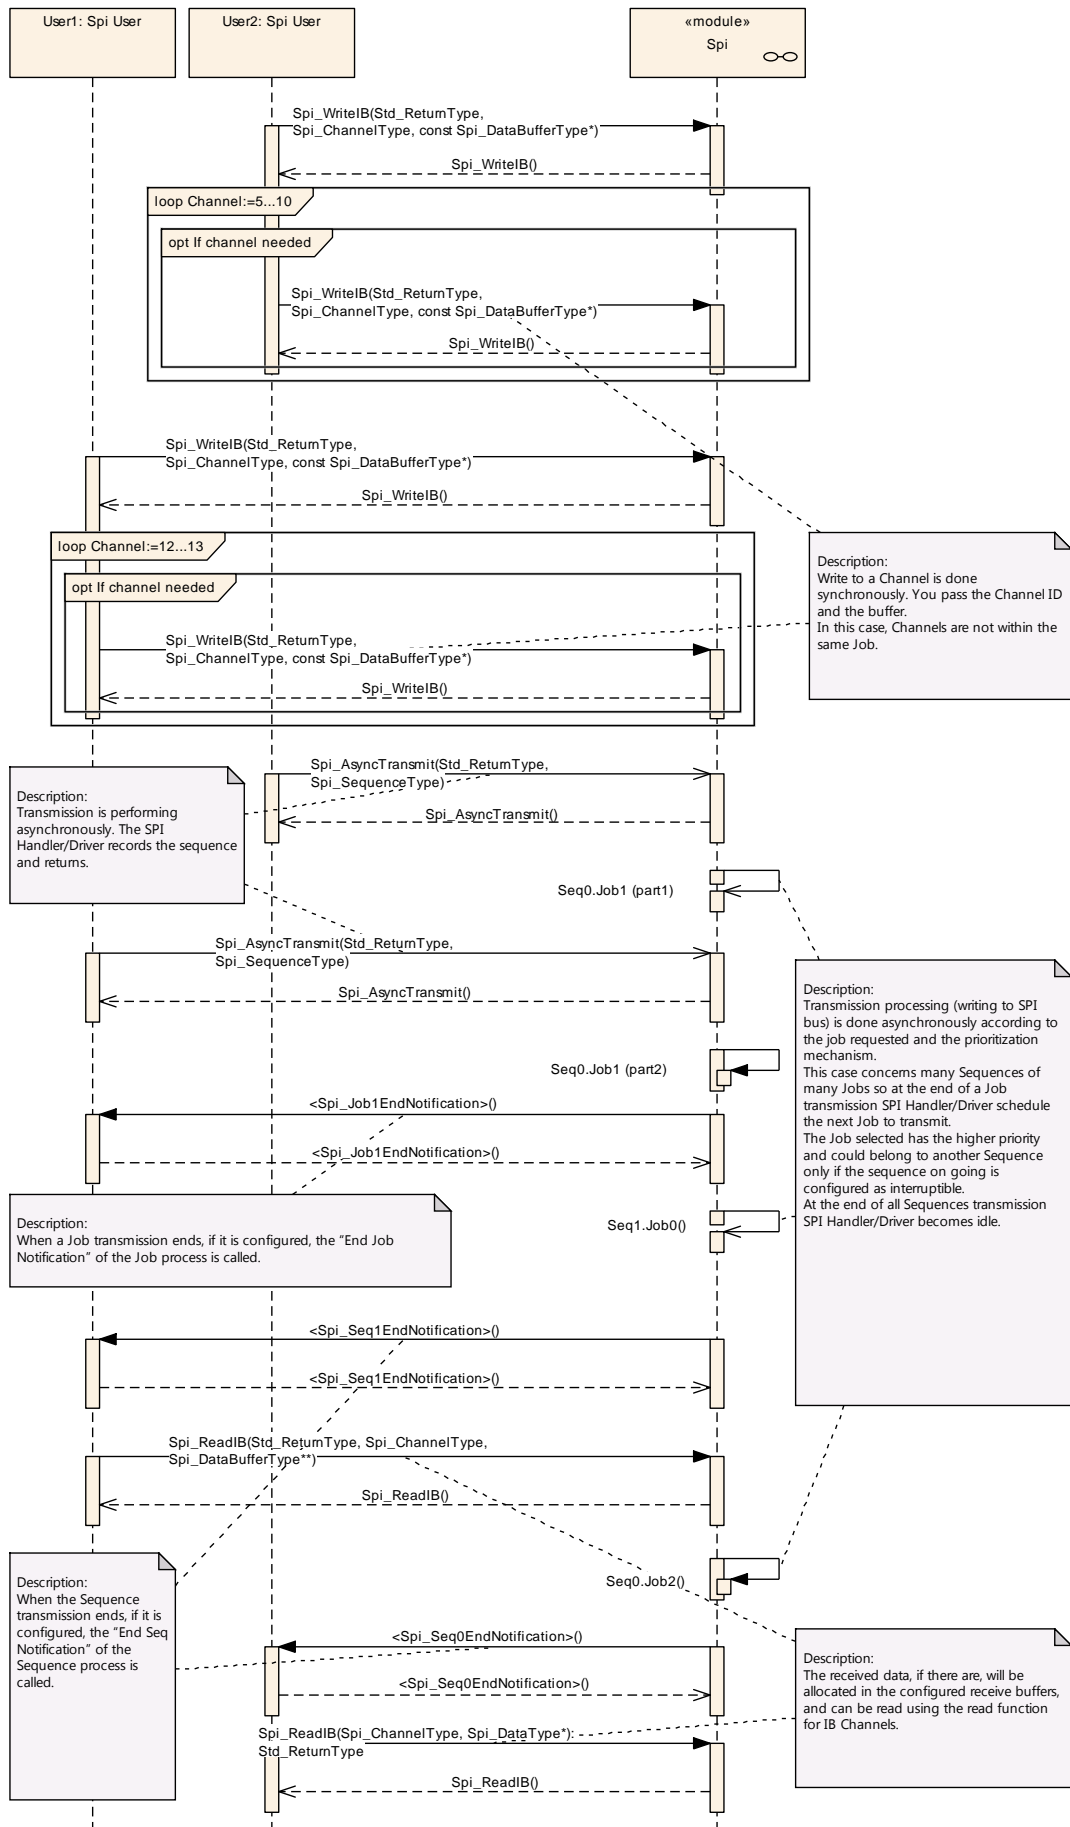 User1: Spi User
User2: Spi User
«module»
Spi
Spi_WriteIB(Std_ReturnType,
Spi_ChannelType, const Spi_DataBufferType*)
Spi_WriteIB()
loop Channel:=5...10
opt If channel needed
Spi_WriteIB(Std_ReturnType,
Spi_ChannelType, const Spi_DataBufferType*)
Spi_WriteIB()
Spi_WriteIB(Std_ReturnType,
Spi_ChannelType, const Spi_DataBufferType*)
Spi_WriteIB()
loop Channel:=12...13
opt If channel needed
Spi_WriteIB(Std_ReturnType,
Spi_ChannelType, const Spi_DataBufferType*)
Spi_WriteIB()
Description:
Write to a Channel is done
synchronously. You pass the Channel ID
and the buffer.
In this case, Channels are not within the
same Job.
Spi_AsyncTransmit(Std_ReturnType,
Spi_SequenceType)
Spi_AsyncTransmit()
Description:
Transmission is performing
asynchronously. The SPI
Handler/Driver records the sequence
and returns.
Seq0.Job1 (part1)
Spi_AsyncTransmit(Std_ReturnType,
Spi_SequenceType)
Spi_AsyncTransmit()
Description:
Transmission processing (writing to SPI
bus) is done asynchronously according to
the job requested and the prioritization
mechanism.
This case concerns many Sequences of
many Jobs so at the end of a Job
transmission SPI Handler/Driver schedule
the next Job to transmit.
The Job selected has the higher priority
and could belong to another Sequence
only if the sequence on going is
configured as interruptible.
At the end of all Sequences transmission
SPI Handler/Driver becomes idle.
Seq0.Job1 (part2)
<Spi_Job1EndNotification>()
<Spi_Job1EndNotification>()
Description:
When a Job transmission ends, if it is configured, the “End Job
Notification” of the Job process is called.
Seq1.Job0()
<Spi_Seq1EndNotification>()
<Spi_Seq1EndNotification>()
Spi_ReadIB(Std_ReturnType, Spi_ChannelType,
Spi_DataBufferType**)
Spi_ReadIB()
Description:
When the Sequence
transmission ends, if it is
configured, the “End Seq
Notification” of the
Sequence process is
called.
Seq0.Job2()
<Spi_Seq0EndNotification>()
<Spi_Seq0EndNotification>()
Description:
The received data, if there are, will be
allocated in the configured receive buffers,
and can be read using the read function
for IB Channels.
Spi_ReadIB(Spi_ChannelType, Spi_DataType*):
Std_ReturnType
Spi_ReadIB()